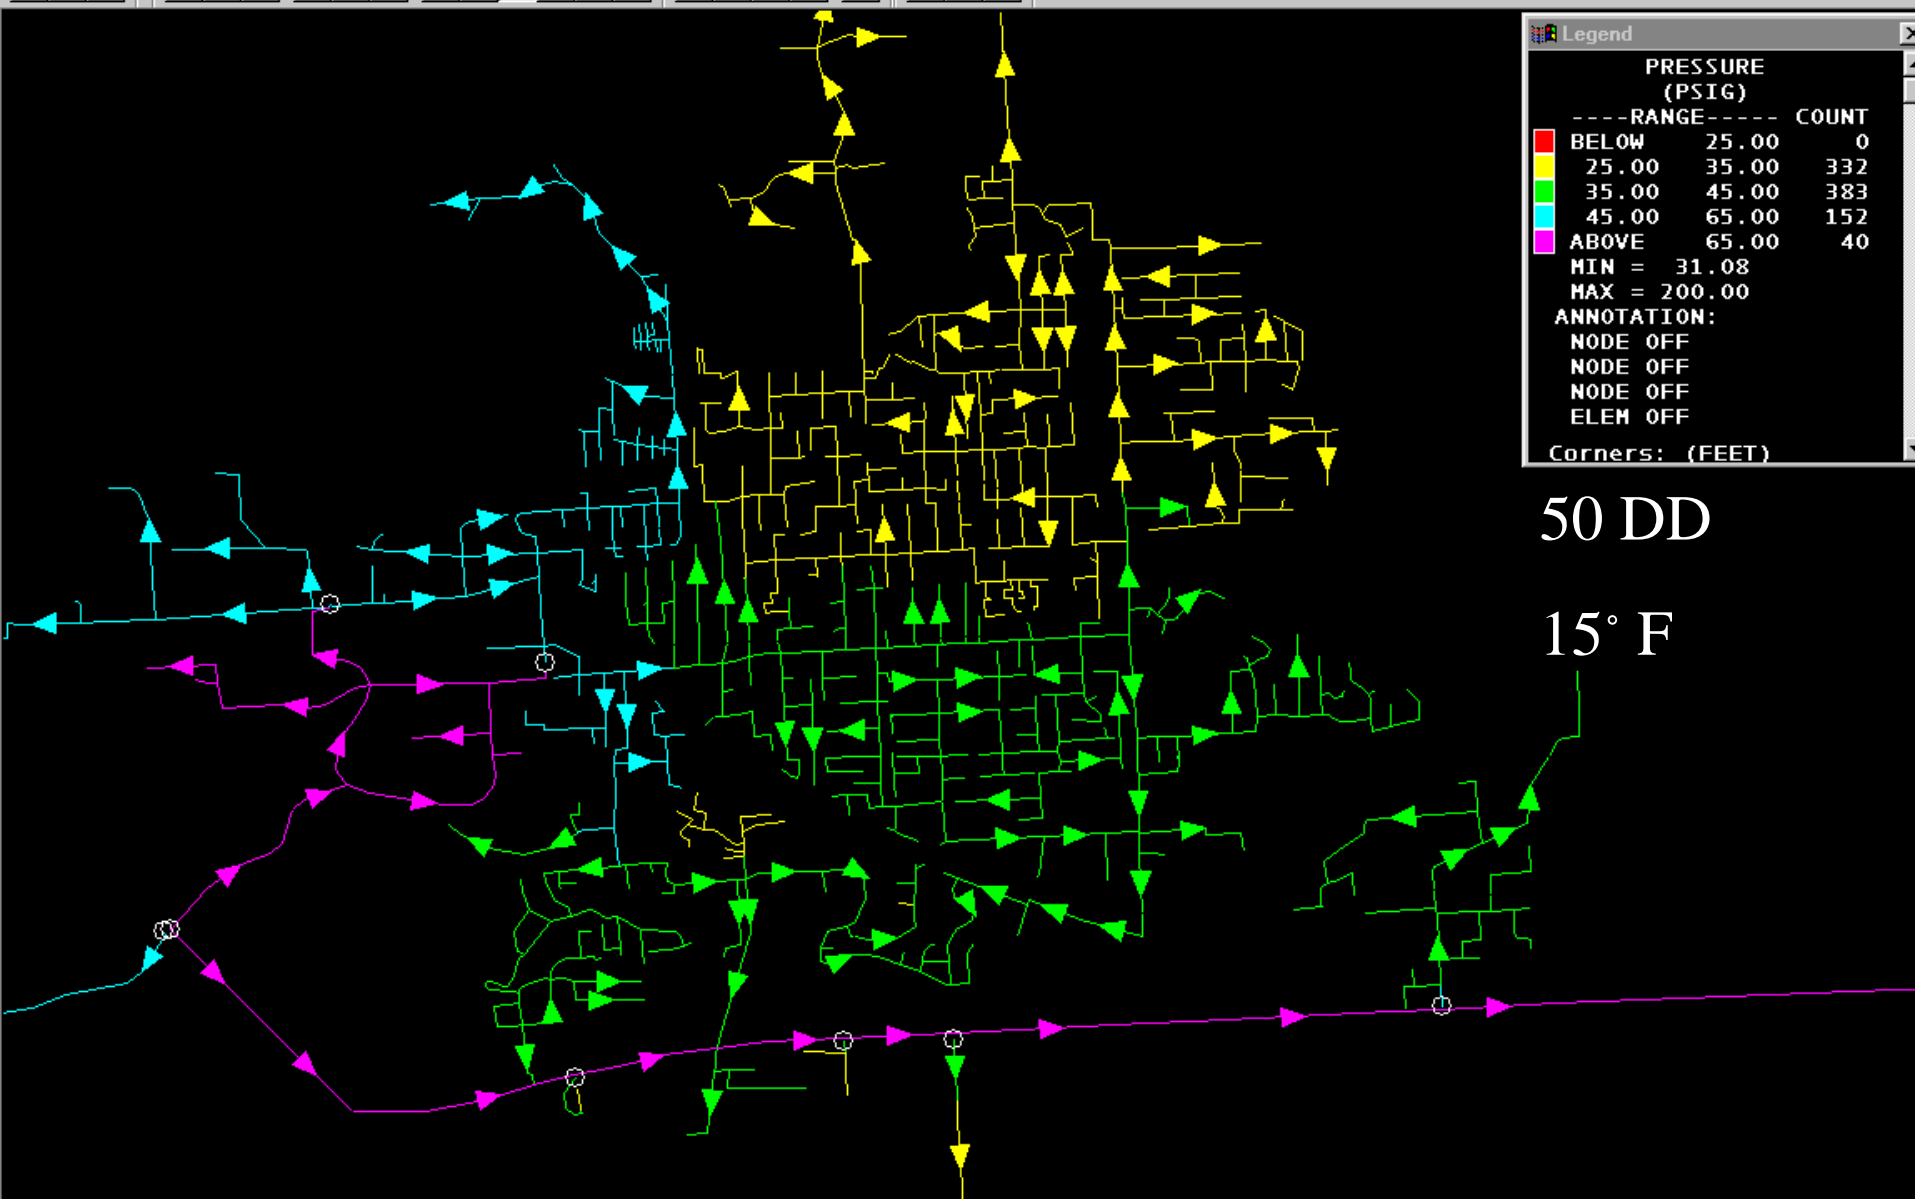 Legend
PRESSURE
(PSIG)
----RANGE----- COUNT
BELOW 25.00 0
25.00 35.00 332
35.00 45.00 383
45.00 65.00 152
ABOVE 65.00 40
MIN = 31.08
MAX = 200.00
ANNOTATION:
NODE OFF
NODE OFF
NODE OFF
ELEM OFF
Corners: (FEET)
50 DD
15° F